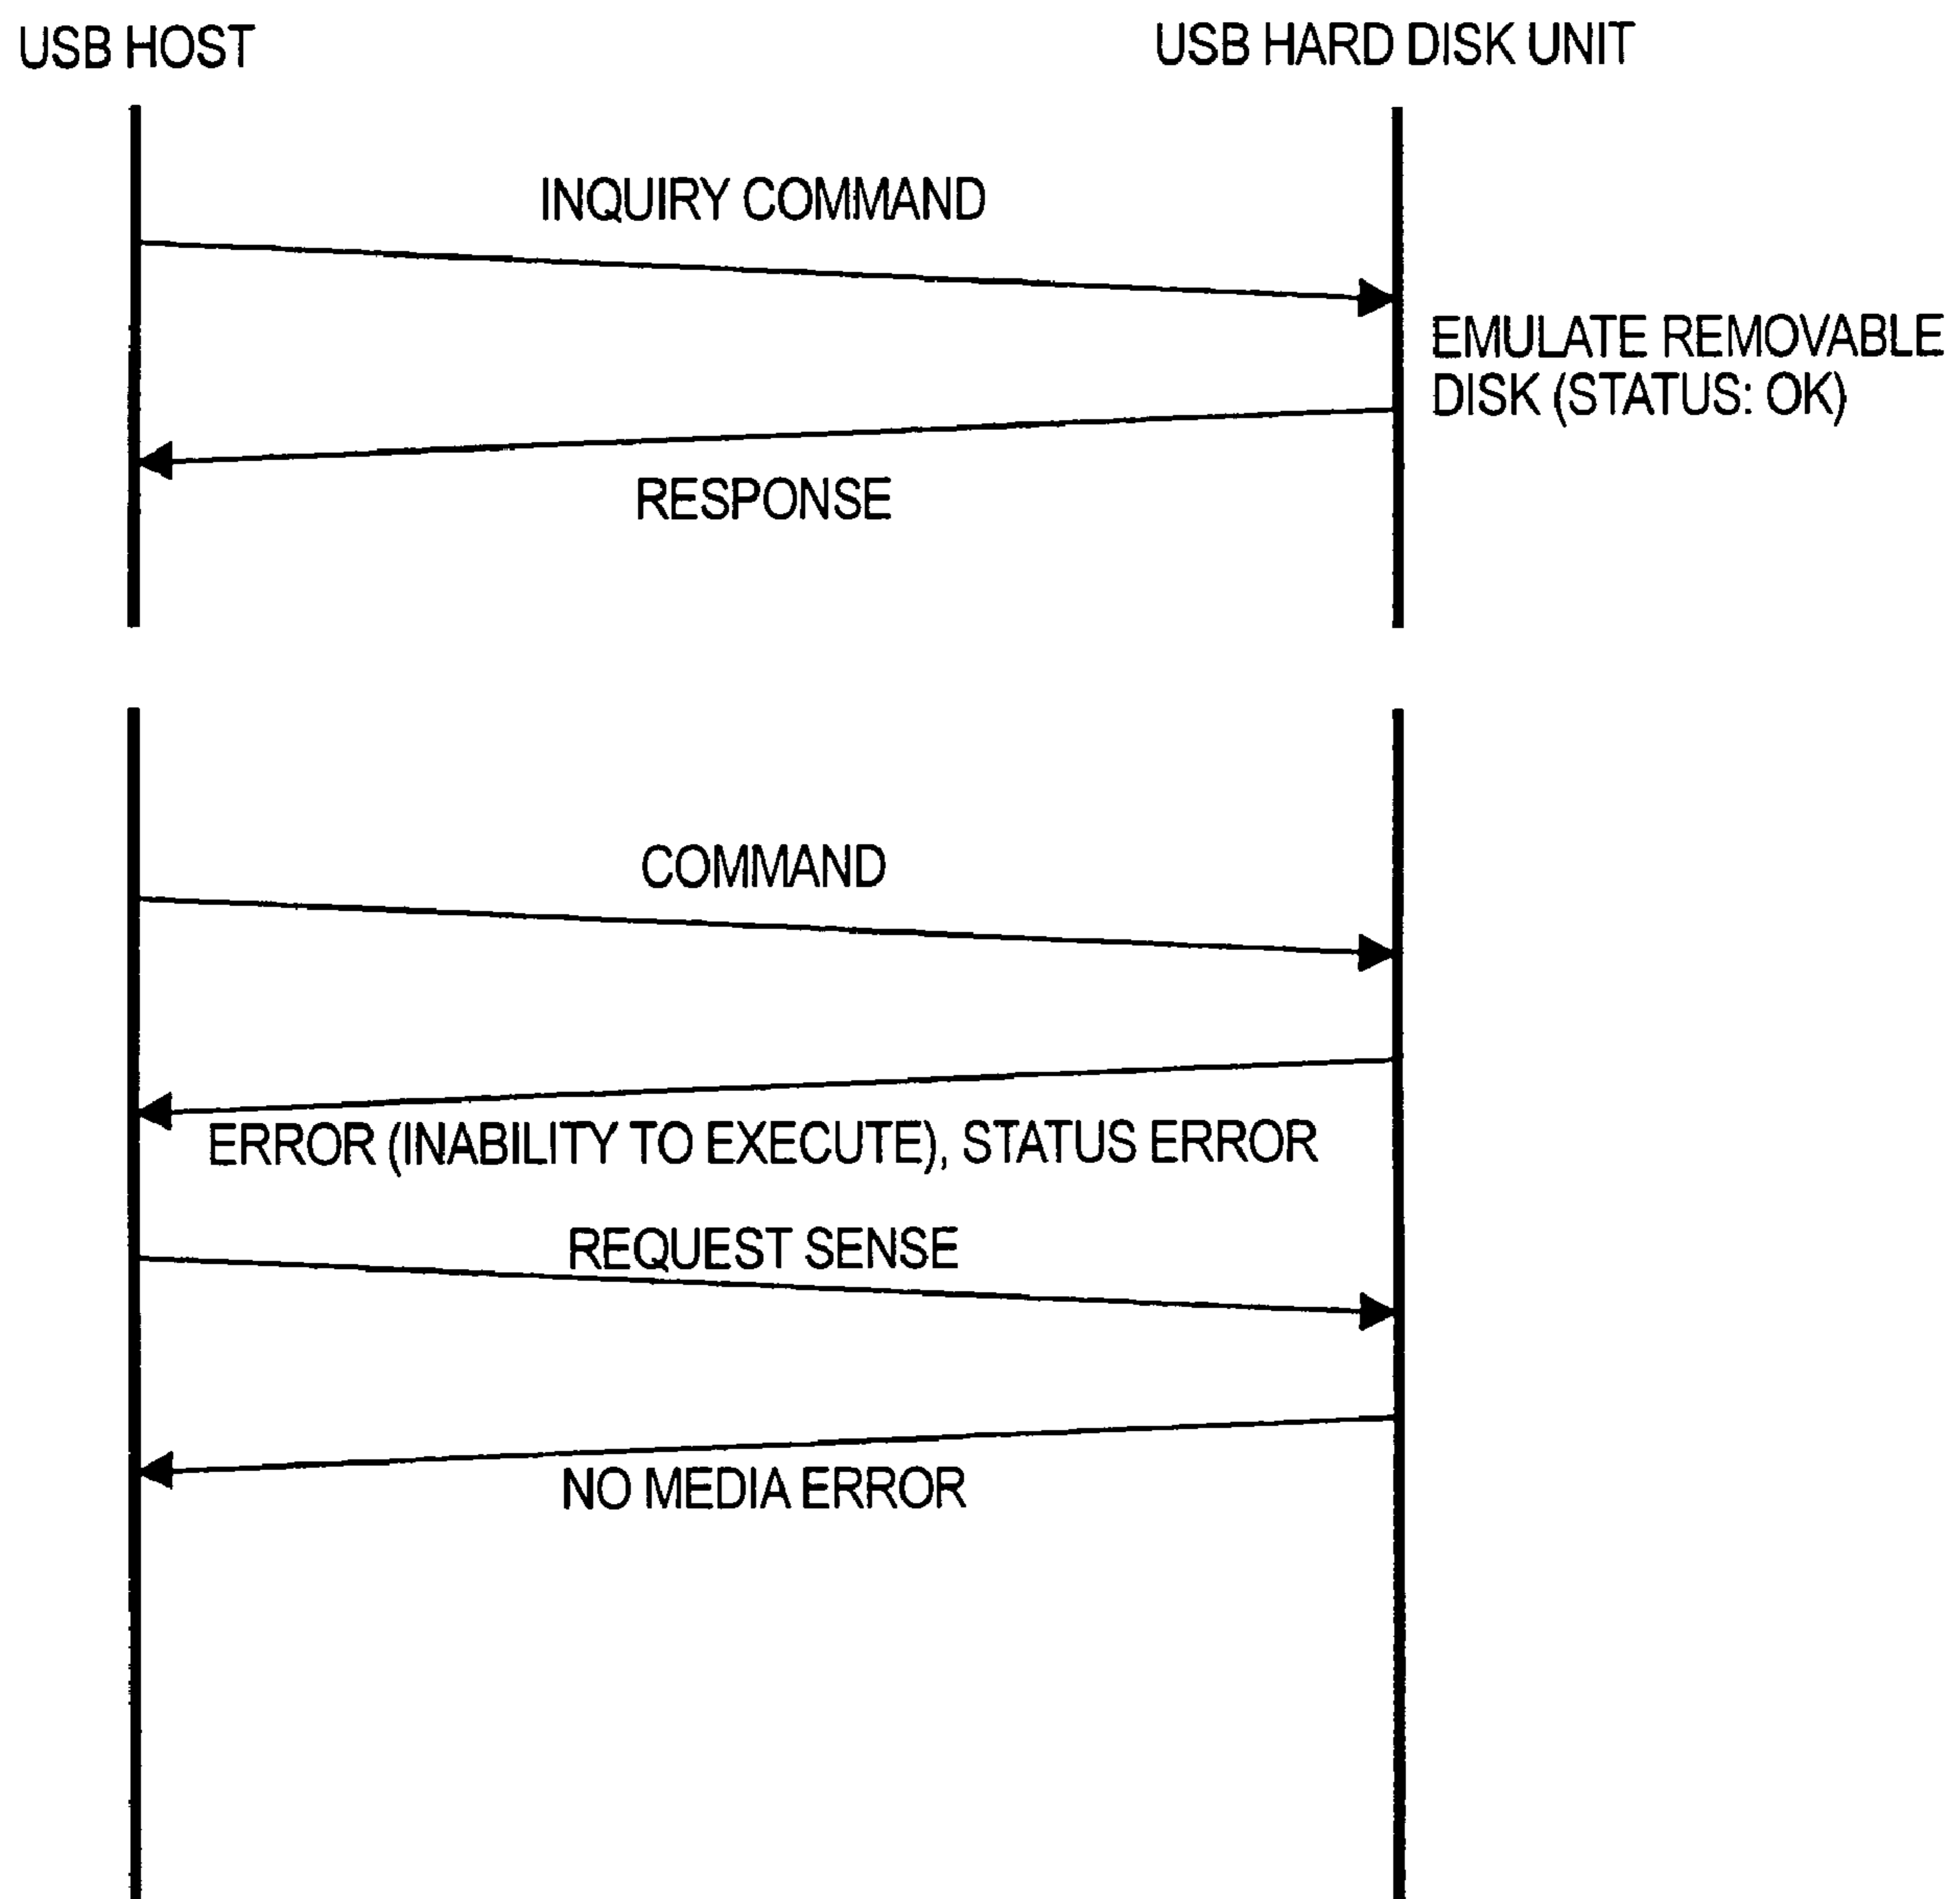 USB HOST
USB HARD DISK UNIT
INQUIRY COMMAND
EMULATE REMOVABLE
DISK (STATUS: OK)
RESPONSE
COMMAND
ERROR (INABILITY TO EXECUTE), STATUS ERROR
REQUEST SENSE
NO MEDIA ERROR